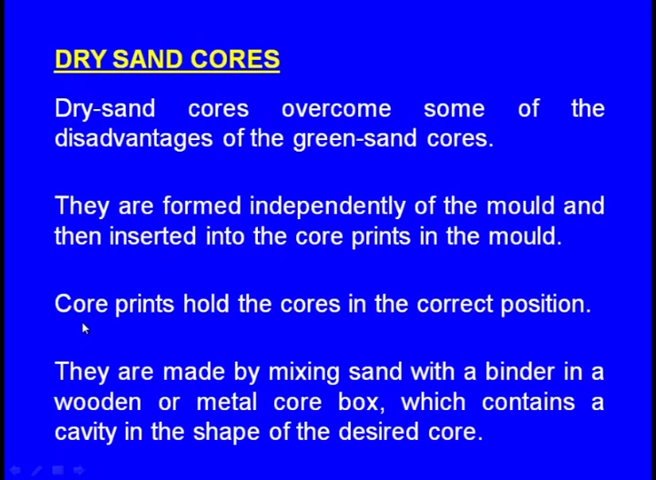 DRY SAND CORES
Dry-sand cores overcome some of the
disadvantages of the green-sand cores.
They are formed independently of the mould and
then inserted into the core prints in the mould.
Core prints hold the cores in the correct position.
They are made by mixing sand with a binder in a
wooden or metal core box, which contains a
cavity in the shape of the desired core.